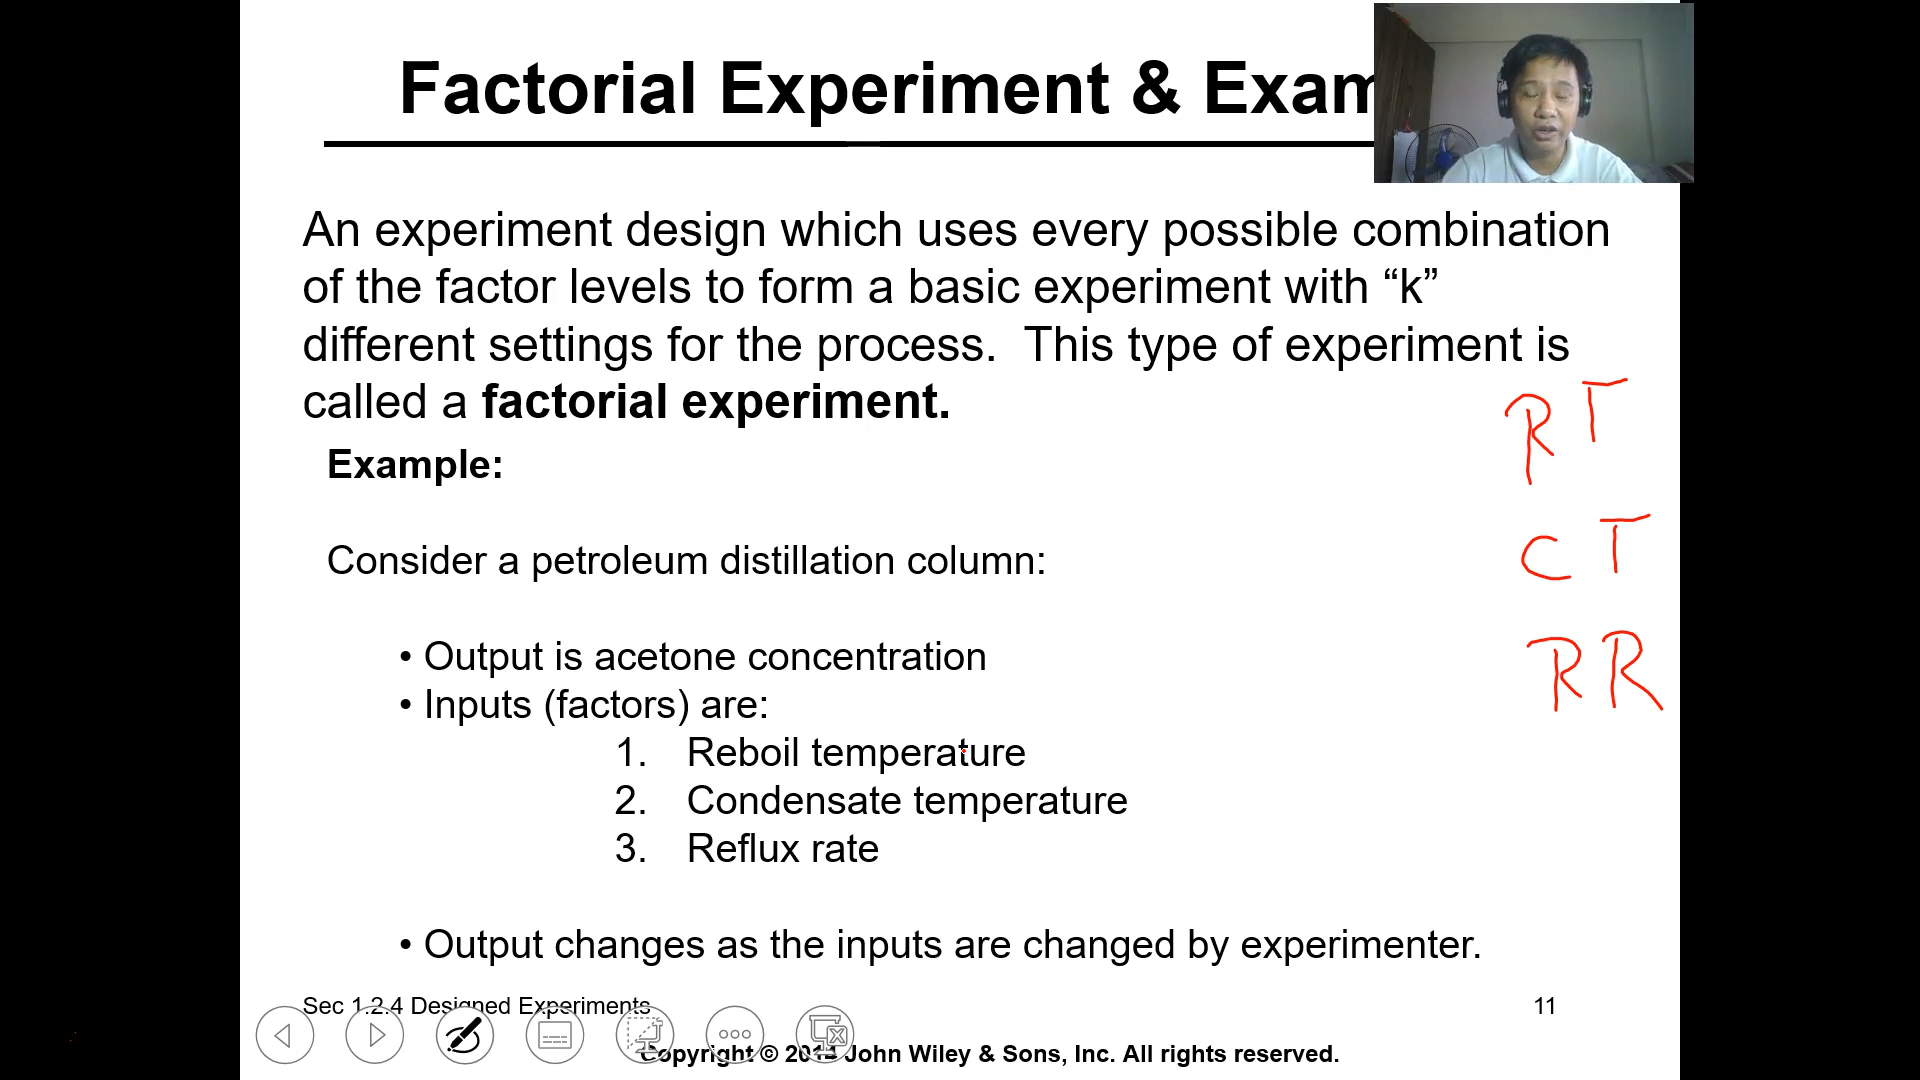 Factorial Experiment & Exam
An experiment design which uses every possible combination
of the factor levels to form a basic experiment with “k”
different settings for the process.  This type of experiment is
called a factorial experiment.
Example:
Consider a petroleum distillation column:
• Output is acetone concentration
• Inputs (factors) are:
1. Reboil temperature
2. Condensate temperature
3. Reflux rate
• Output changes as the inputs are changed by experimenter.
R T
C T
R R
Sec 1.2.4 Designed Experiments
11
Copyright © 2014 John Wiley & Sons, Inc. All rights reserved.